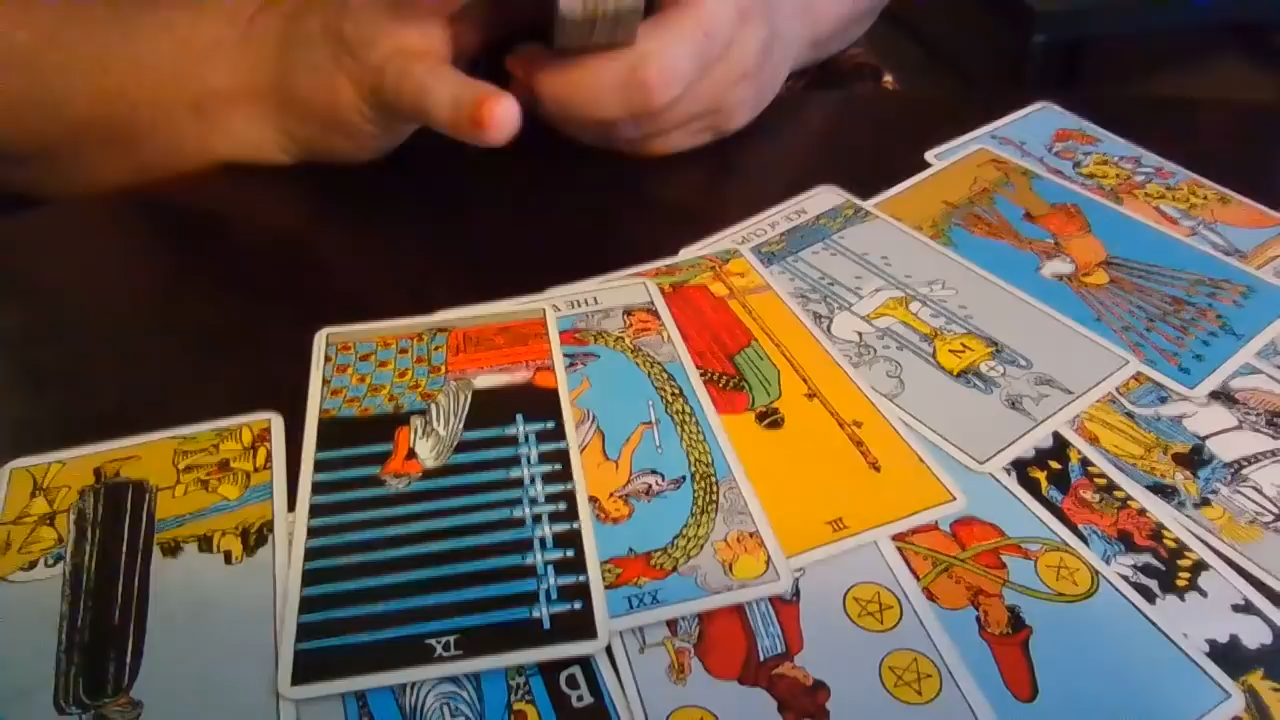 ACE of CUPS
THE W
M
III
XXI
IX
B